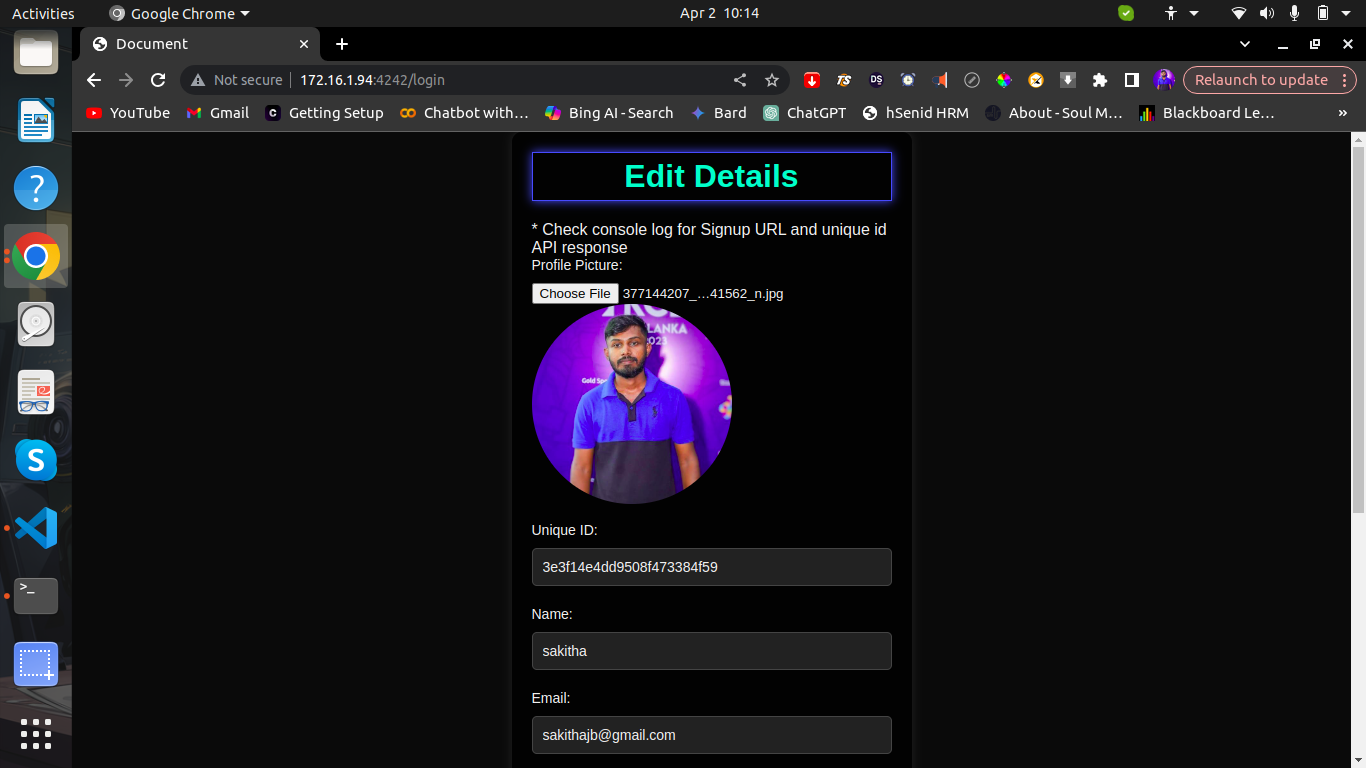 Activities
Google Chrome
Apr 2 10:14
Document
Not secure
172.16.1.94:4242/login
Relaunch to update
YouTube
Gmail
Getting Setup
Chatbot with…
Bing AI - Search
Bard
ChatGPT
hSenid HRM
About - Soul M…
Blackboard Le…
»
Edit Details
* Check console log for Signup URL and unique id
API response
Profile Picture:
Choose File 377144207_…41562_n.jpg
LANKA
2023
Unique ID:
3e3f14e4dd9508f473384f59
Name:
sakitha
Email:
sakithajb@gmail.com